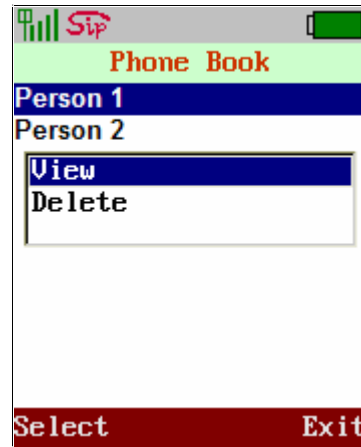 Sip
Phone Book
Person 1
Person 2
View
Delete
Select Exit